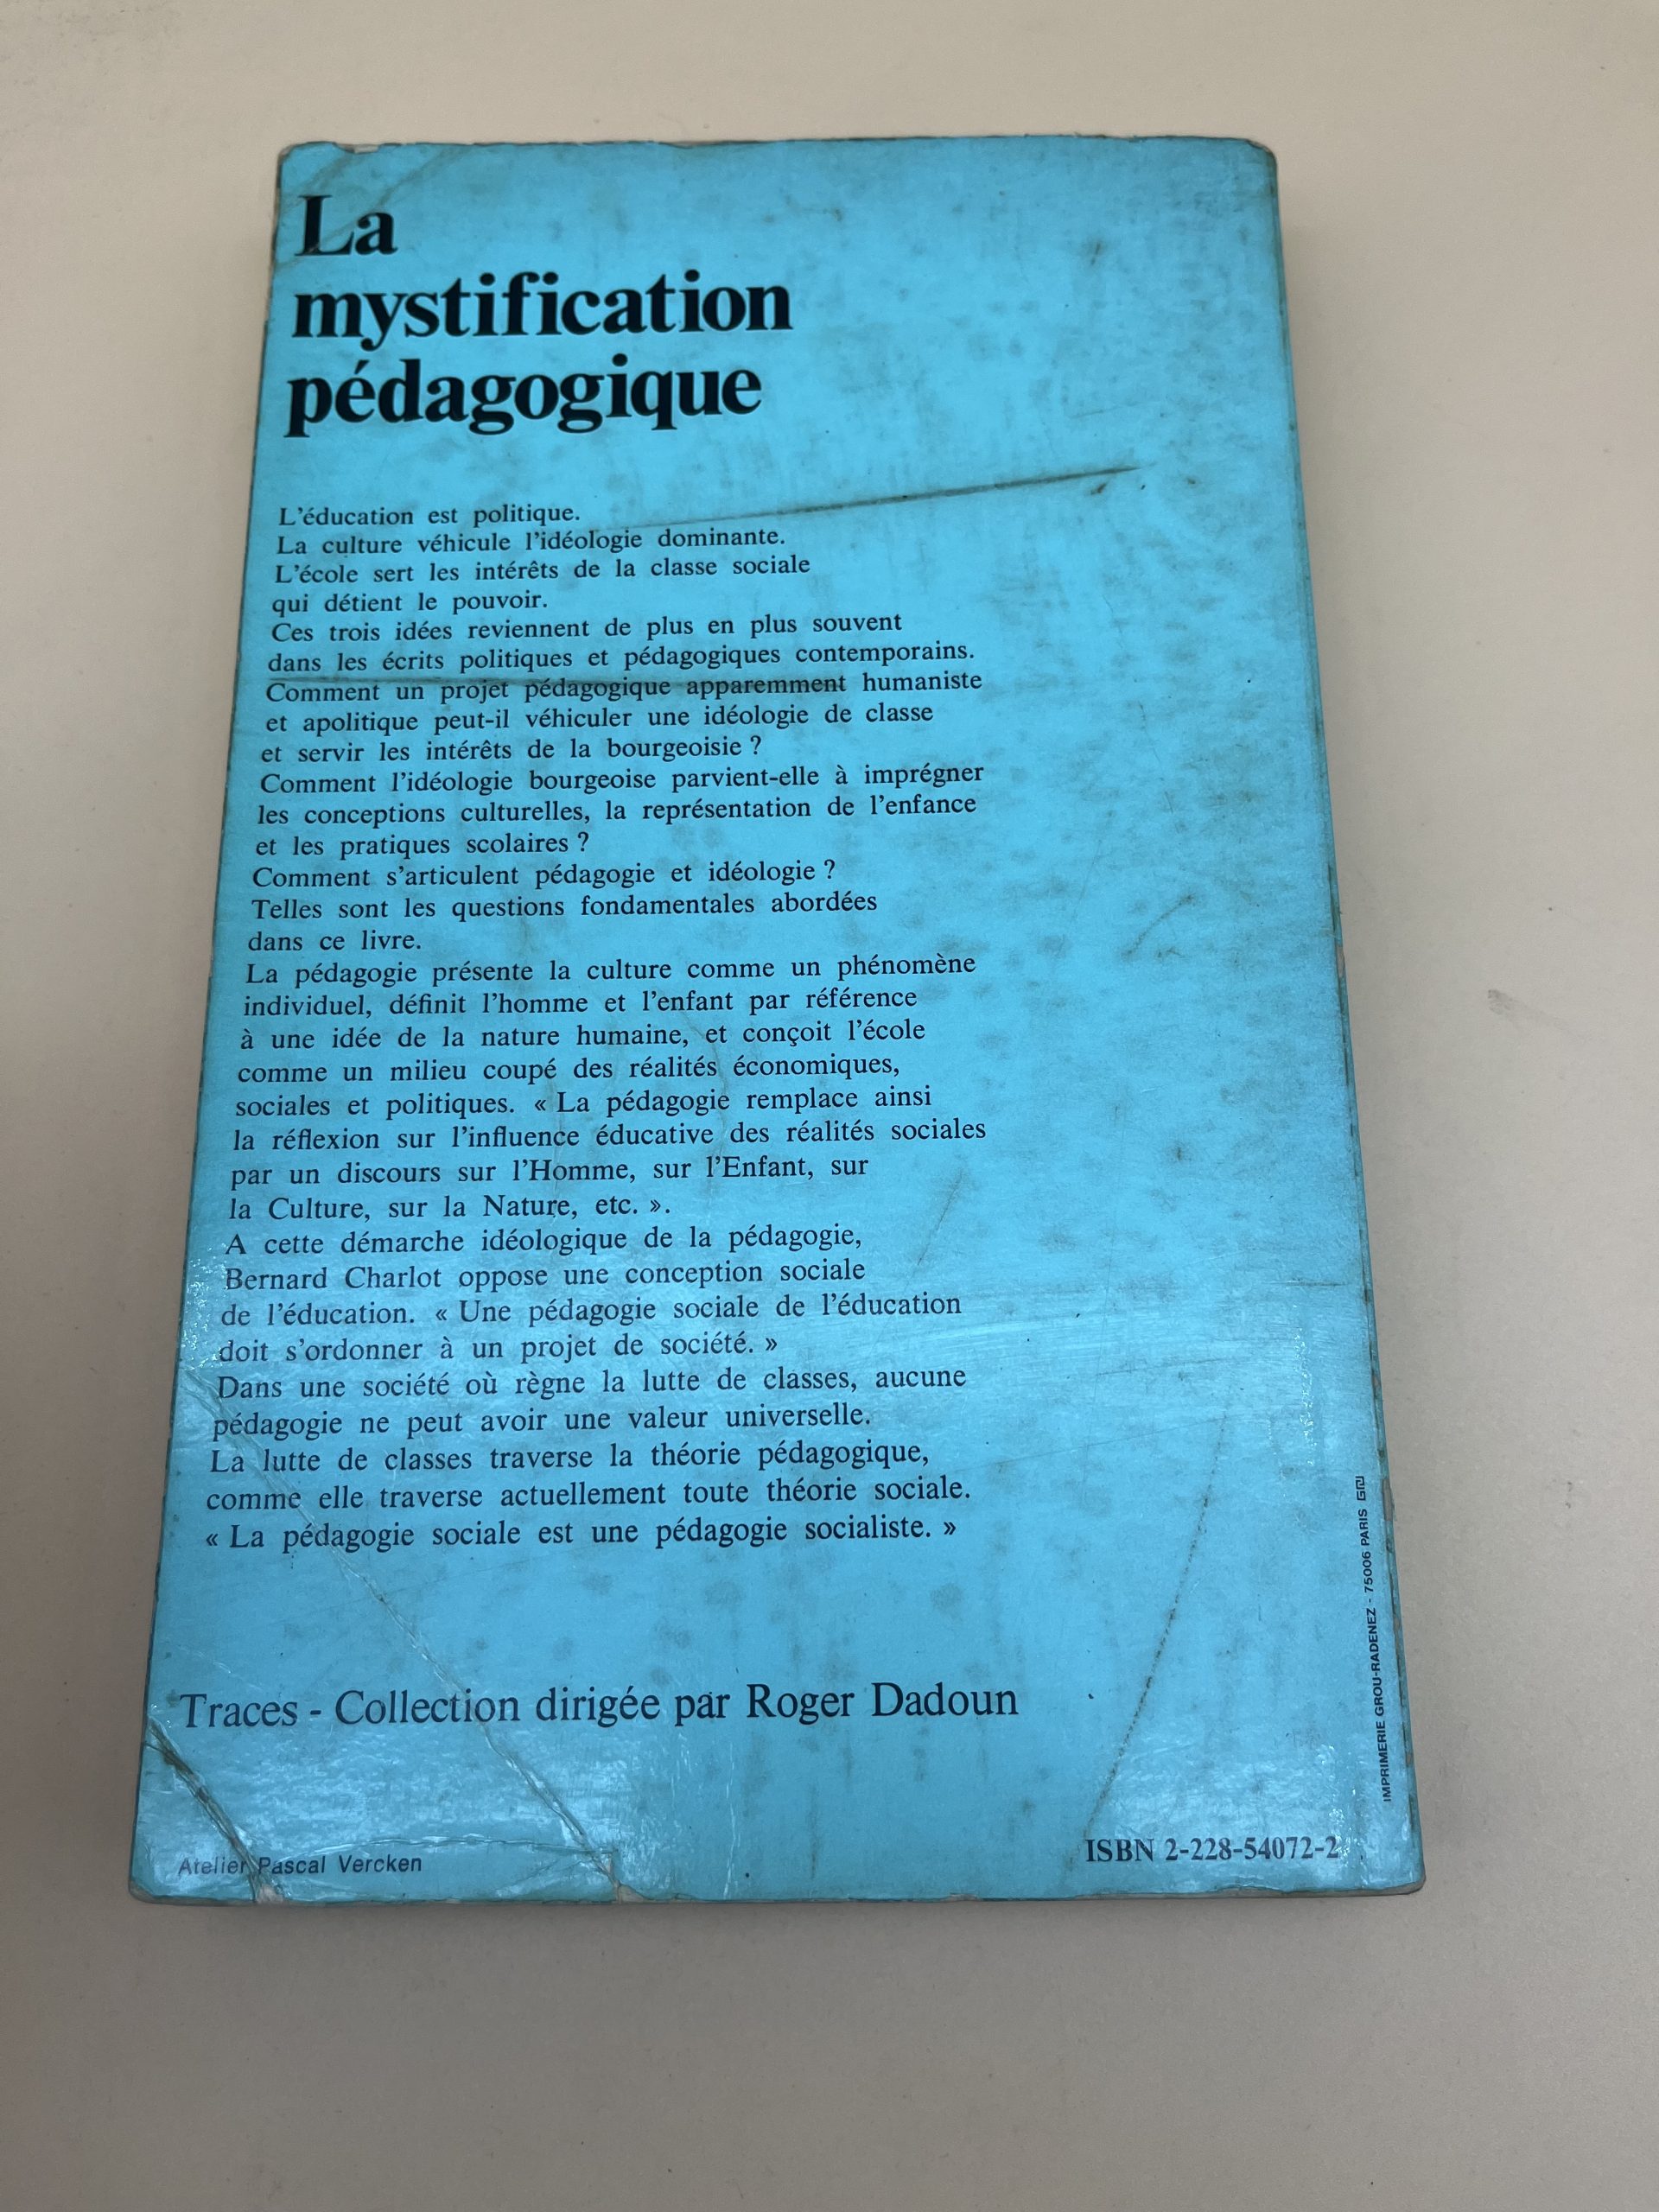 La
mystification
pédagogique
L'éducation est politique.
La culture véhicule l'idéologie dominante.
L'école sert les intérêts de la classe sociale
qui détient le pouvoir.
Ces trois idées reviennent de plus en plus souvent
dans les écrits politiques et pédagogiques contemporains.
Comment un projet pédagogique apparemment humaniste
et apolitique peut-il véhiculer une idéologie de classe
et servir les intérêts de la bourgeoisie ?
Comment l'idéologie bourgeoise parvient-elle à imprégner
les conceptions culturelles, la représentation de l'enfance
et les pratiques scolaires ?
Comment s'articulent pédagogie et idéologie ?
Telles sont les questions fondamentales abordées
dans ce livre.
La pédagogie présente la culture comme un phénomène
individuel, définit l'homme et l'enfant par référence
à une idée de la nature humaine, et conçoit l'école
comme un milieu coupé des réalités économiques,
sociales et politiques. « La pédagogie remplace ainsi
la réflexion sur l'influence éducative des réalités sociales
par un discours sur l'Homme, sur l'Enfant, sur
la Culture, sur la Nature, etc. ».
A cette démarche idéologique de la pédagogie,
Bernard Charlot oppose une conception sociale
de l'éducation. « Une pédagogie sociale de l'éducation
doit s'ordonner à un projet de société. »
Dans une société où règne la lutte de classes, aucune
pédagogie ne peut avoir une valeur universelle.
La lutte de classes traverse la théorie pédagogique,
comme elle traverse actuellement toute théorie sociale.
« La pédagogie sociale est une pédagogie socialiste. »
Traces - Collection dirigée par Roger Dadoun
Atelier Pascal Vercken
ISBN 2-228-54072-2
IMPRIMERIE GROU-RADENEZ - 75006 PARIS